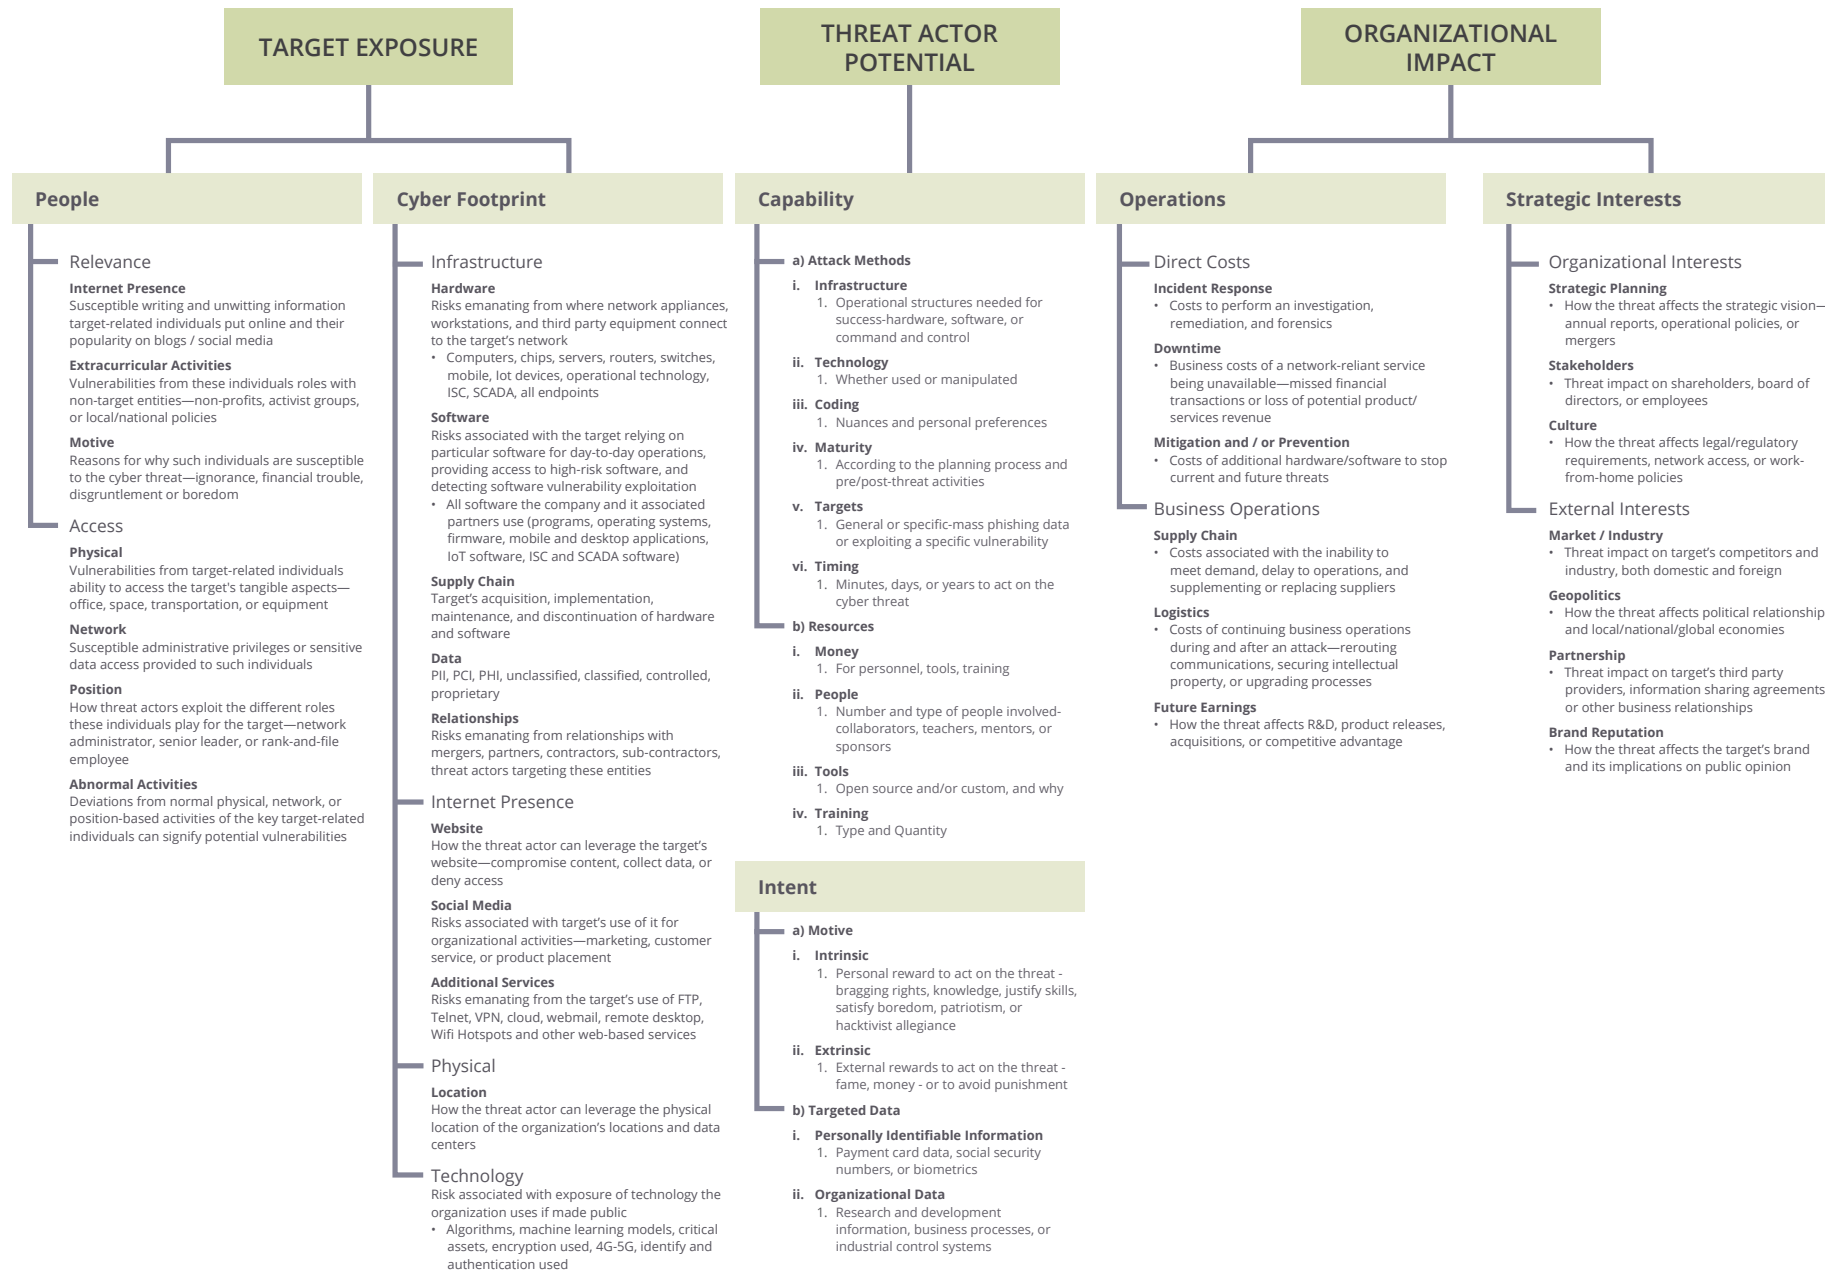 TARGET EXPOSURE
People
Relevance
Internet Presence
Susceptible writing and unwitting information
target-related individuals put online and their
popularity on blogs / social media
Extracurricular Activities
Vulnerabilities from these individuals roles with
non-target entities—non-profits, activist groups,
or local/national policies
Motive
Reasons for why such individuals are susceptible
to the cyber threat—ignorance, financial trouble,
disgruntlement or boredom
Access
Physical
Vulnerabilities from target-related individuals
ability to access the target's tangible aspects—
office, space, transportation, or equipment
Network
Susceptible administrative privileges or sensitive
data access provided to such individuals
Position
How threat actors exploit the different roles
these individuals play for the target—network
administrator, senior leader, or rank-and-file
employee
Abnormal Activities
Deviations from normal physical, network, or
position-based activities of the key target-related
individuals can signify potential vulnerabilities
Cyber Footprint
Infrastructure
Hardware
Risks emanating from where network appliances,
workstations, and third party equipment connect
to the target's network
• Computers, chips, servers, routers, switches,
mobile, Iot devices, operational technology,
ISC, SCADA, all endpoints
Software
Risks associated with the target relying on
particular software for day-to-day operations,
providing access to high-risk software, and
detecting software vulnerability exploitation
• All software the company and it associated
partners use (programs, operating systems,
firmware, mobile and desktop applications,
IoT software, ISC and SCADA software)
Supply Chain
Target's acquisition, implementation,
maintenance, and discontinuation of hardware
and software
Data
PII, PCI, PHI, unclassified, classified, controlled,
proprietary
Relationships
Risks emanating from relationships with
mergers, partners, contractors, sub-contractors,
threat actors targeting these entities
Internet Presence
Website
How the threat actor can leverage the target's
website—compromise content, collect data, or
deny access
Social Media
Risks associated with target's use of it for
organizational activities—marketing, customer
service, or product placement
Additional Services
Risks emanating from the target's use of FTP,
Telnet, VPN, cloud, webmail, remote desktop,
Wifi Hotspots and other web-based services
Physical
Location
How the threat actor can leverage the physical
location of the organization's locations and data
centers
Technology
Risk associated with exposure of technology the
organization uses if made public
• Algorithms, machine learning models, critical
assets, encryption used, 4G-5G, identify and
authentication used
THREAT ACTOR
POTENTIAL
Capability
a) Attack Methods
i. Infrastructure
1. Operational structures needed for
success-hardware, software, or
command and control
ii. Technology
1. Whether used or manipulated
iii. Coding
1. Nuances and personal preferences
iv. Maturity
1. According to the planning process and
pre/post-threat activities
v. Targets
1. General or specific-mass phishing data
or exploiting a specific vulnerability
vi. Timing
1. Minutes, days, or years to act on the
cyber threat
b) Resources
i. Money
1. For personnel, tools, training
ii. People
1. Number and type of people involved-
collaborators, teachers, mentors, or
sponsors
iii. Tools
1. Open source and/or custom, and why
iv. Training
1. Type and Quantity
Intent
a) Motive
i. Intrinsic
1. Personal reward to act on the threat -
bragging rights, knowledge, justify skills,
satisfy boredom, patriotism, or
hacktivist allegiance
ii. Extrinsic
1. External rewards to act on the threat -
fame, money - or to avoid punishment
b) Targeted Data
i. Personally Identifiable Information
1. Payment card data, social security
numbers, or biometrics
ii. Organizational Data
1. Research and development
information, business processes, or
industrial control systems
ORGANIZATIONAL
IMPACT
Operations
Direct Costs
Incident Response
• Costs to perform an investigation,
remediation, and forensics
Downtime
• Business costs of a network-reliant service
being unavailable—missed financial
transactions or loss of potential product/
services revenue
Mitigation and / or Prevention
• Costs of additional hardware/software to stop
current and future threats
Business Operations
Supply Chain
• Costs associated with the inability to
meet demand, delay to operations, and
supplementing or replacing suppliers
Logistics
• Costs of continuing business operations
during and after an attack—rerouting
communications, securing intellectual
property, or upgrading processes
Future Earnings
• How the threat affects R&D, product releases,
acquisitions, or competitive advantage
Strategic Interests
Organizational Interests
Strategic Planning
• How the threat affects the strategic vision—
annual reports, operational policies, or
mergers
Stakeholders
• Threat impact on shareholders, board of
directors, or employees
Culture
• How the threat affects legal/regulatory
requirements, network access, or work-
from-home policies
External Interests
Market / Industry
• Threat impact on target's competitors and
industry, both domestic and foreign
Geopolitics
• How the threat affects political relationship
and local/national/global economies
Partnership
• Threat impact on target's third party
providers, information sharing agreements
or other business relationships
Brand Reputation
• How the threat affects the target's brand
and its implications on public opinion